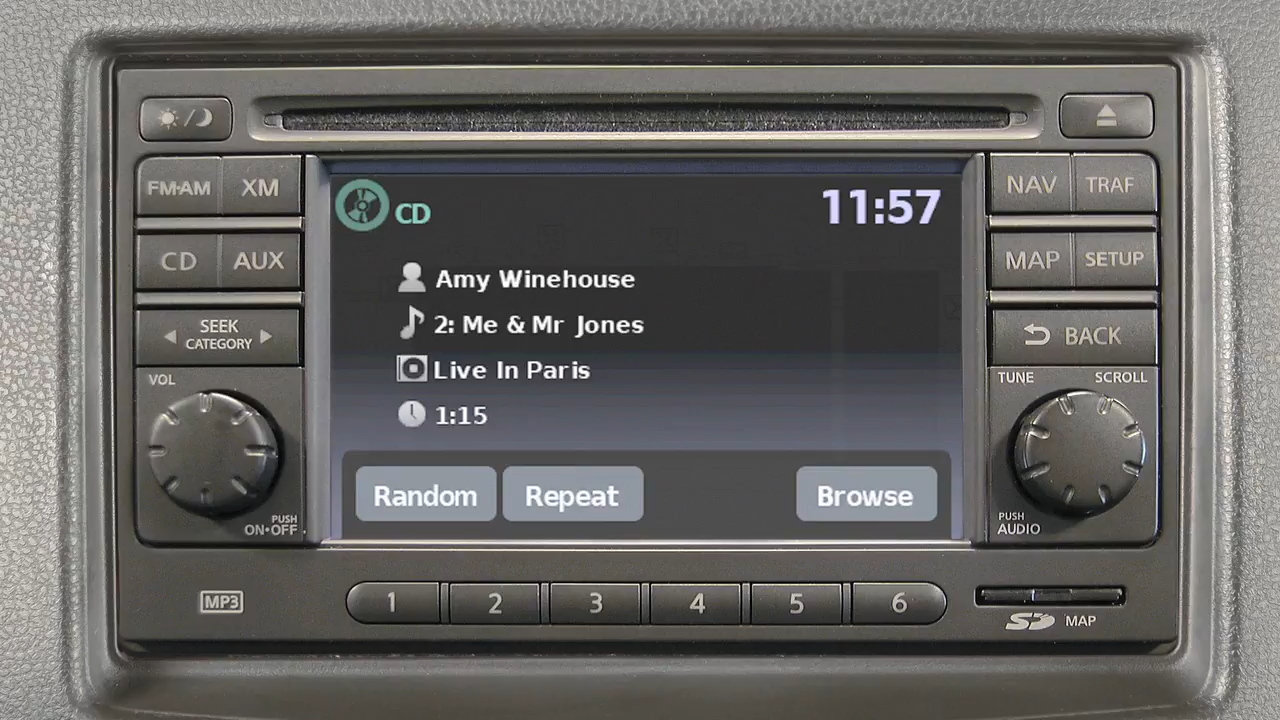 FM·AM XM
CD AUX
SEEK
CATEGORY
VOL
PUSH
ON•OFF
CD 11:57
Amy Winehouse
2: Me & Mr Jones
Live In Paris
1:15
Random Repeat Browse
NAV TRAF
MAP SETUP
BACK
TUNE SCROLL
PUSH
AUDIO
MP3 1 2 3 4 5 6
SD MAP